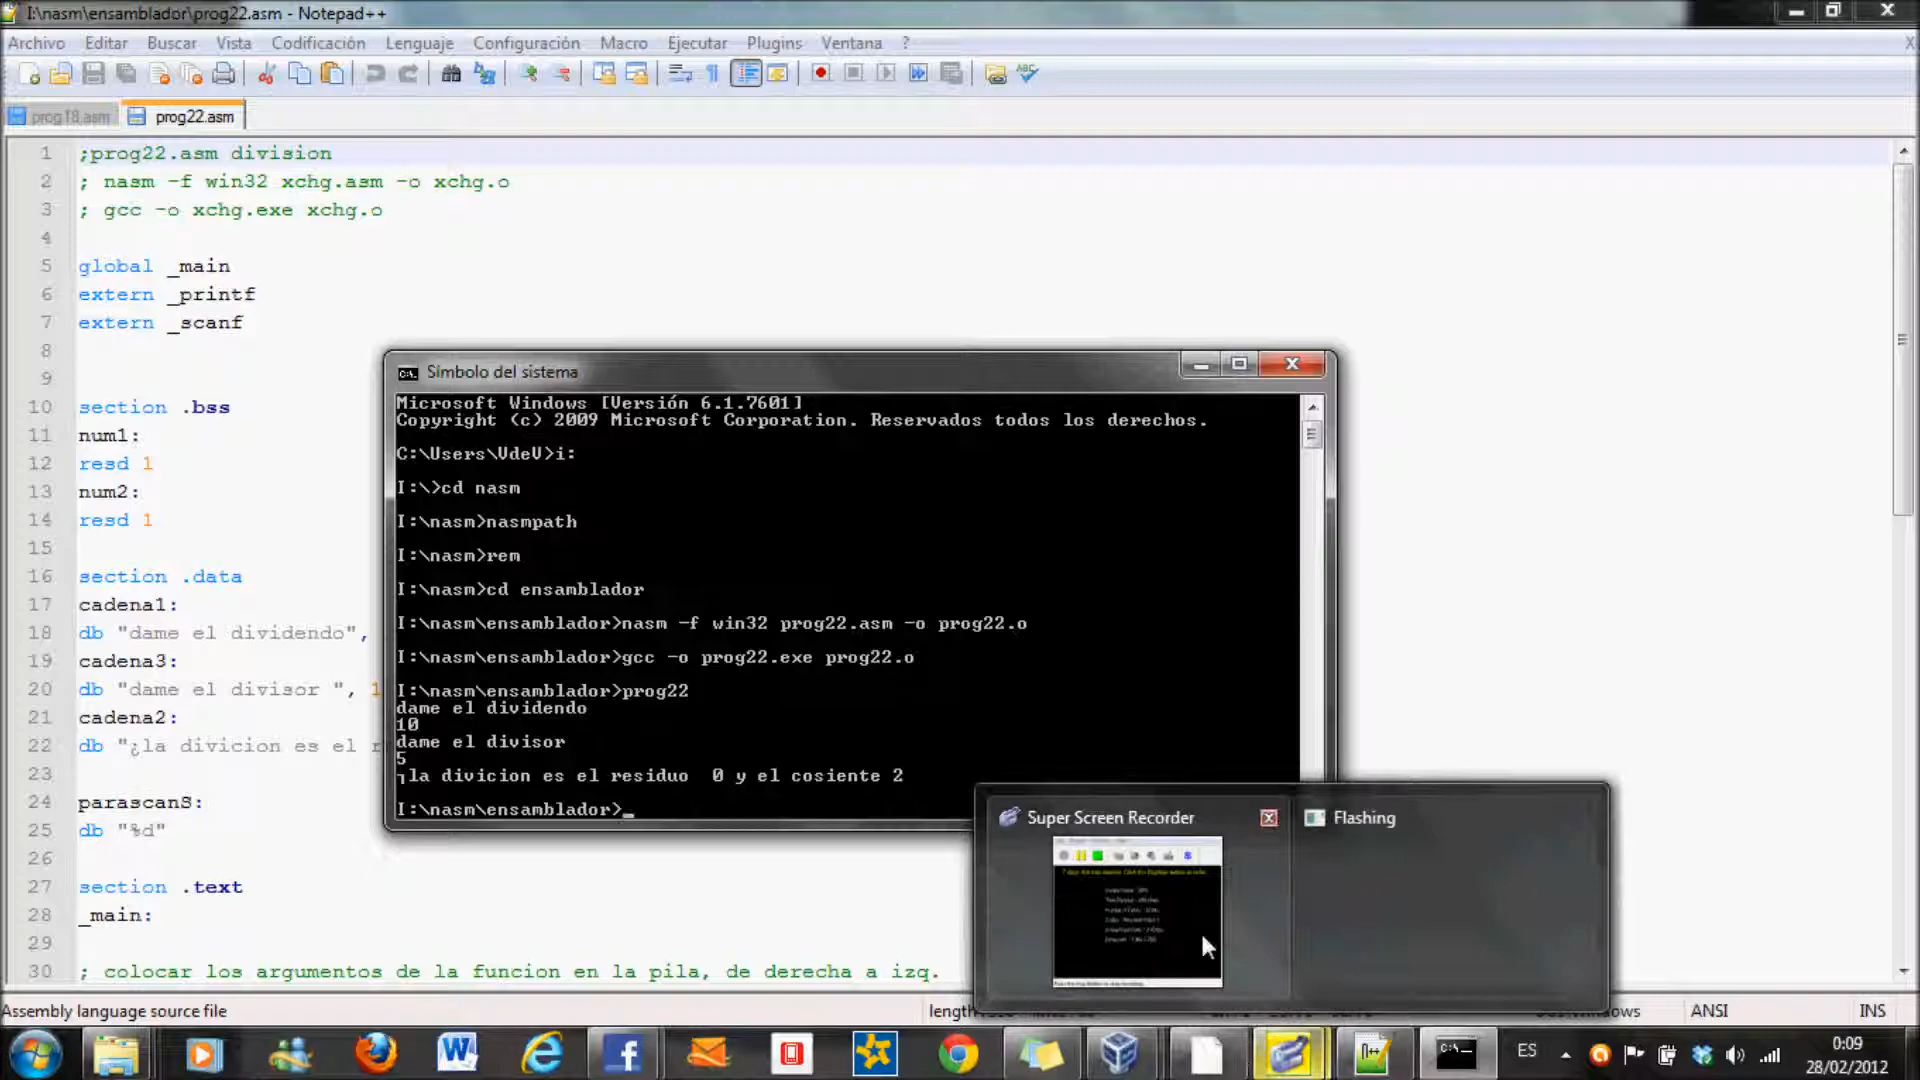 I:\nasm\ensamblador\prog22.asm - Notepad++
Archivo Editar Buscar Vista Codificación Lenguaje Configuración Macro Ejecutar Plugins Ventana ? X
prog18.asm prog22.asm
1 ;prog22.asm division
2 ; nasm -f win32 xchg.asm -o xchg.o
3 ; gcc -o xchg.exe xchg.o
4
5 global _main
6 extern _printf
7 extern _scanf
8
9
10 section .bss
11 num1:
12 resd 1
13 num2:
14 resd 1
15
16 section .data
17 cadena1:
18 db "dame el dividendo",
19 cadena3:
20 db "dame el divisor ", 1
21 cadena2:
22 db "¿la divicion es el r
23
24 parascanS:
25 db "%d"
26
27 section .text
28 _main:
29
30 ; colocar los argumentos de la funcion en la pila, de derecha a izq.
Símbolo del sistema
Microsoft Windows [Versión 6.1.7601]
Copyright (c) 2009 Microsoft Corporation. Reservados todos los derechos.
C:\Users\VdeV>i:
I:\>cd nasm
I:\nasm>nasmpath
I:\nasm>rem
I:\nasm>cd ensamblador
I:\nasm\ensamblador>nasm -f win32 prog22.asm -o prog22.o
I:\nasm\ensamblador>gcc -o prog22.exe prog22.o
I:\nasm\ensamblador>prog22
dame el dividendo
10
dame el divisor
5
┐la divicion es el residuo  0 y el cosiente 2
I:\nasm\ensamblador>_
Super Screen Recorder
Flashing
Assembly language source file
ANSI INS
ES
0:09
28/02/2012